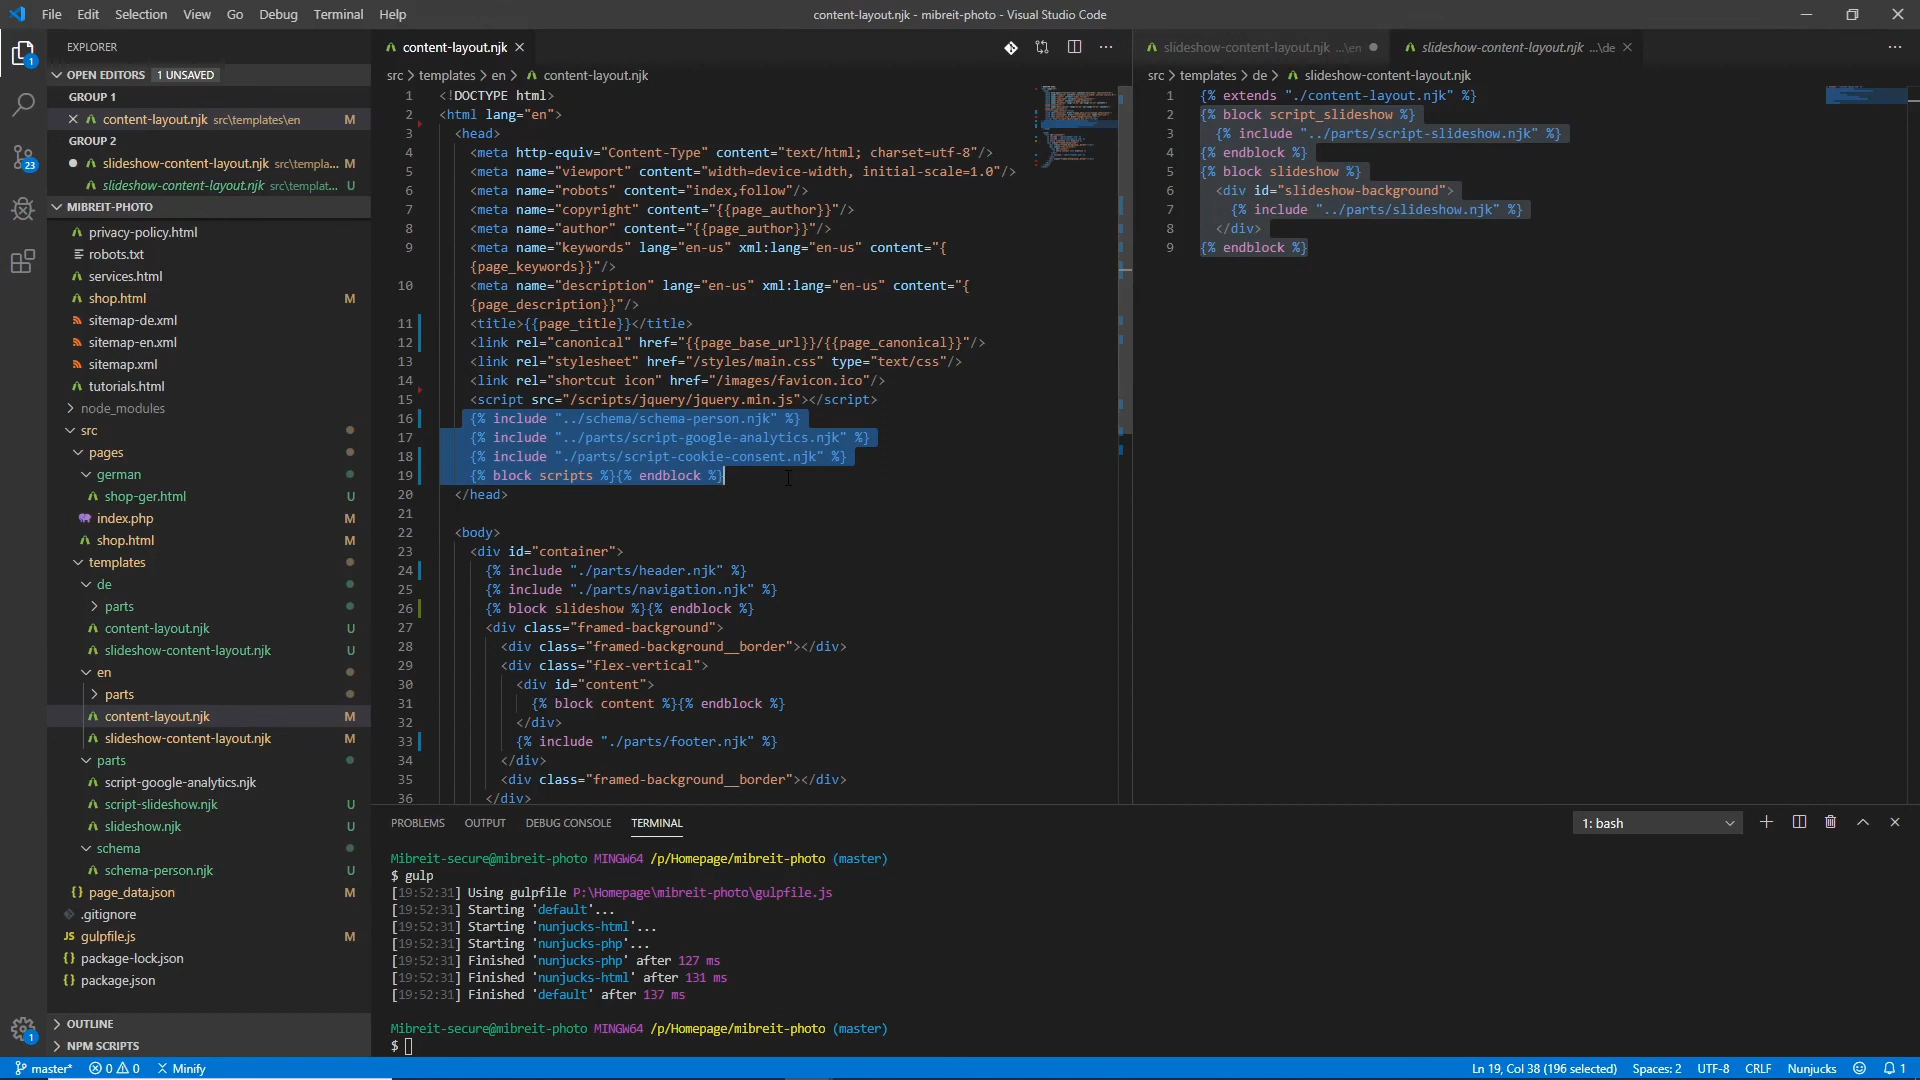 File Edit Selection View Go Debug Terminal Help
content-layout.njk - mibreit-photo - Visual Studio Code
EXPLORER
OPEN EDITORS 1 UNSAVED
GROUP 1
content-layout.njk src\templates\en M
GROUP 2
slideshow-content-layout.njk src\templa... M
slideshow-content-layout.njk src\templat... U
MIBREIT-PHOTO
privacy-policy.html
robots.txt
services.html
shop.html M
sitemap-de.xml
sitemap-en.xml
sitemap.xml
tutorials.html
node_modules
src
pages
german
shop-ger.html U
index.php M
shop.html M
templates
de
parts
content-layout.njk U
slideshow-content-layout.njk U
en
parts
content-layout.njk M
slideshow-content-layout.njk M
parts
script-google-analytics.njk
script-slideshow.njk U
slideshow.njk U
schema
schema-person.njk U
page_data.json M
.gitignore
gulpfile.js M
package-lock.json
package.json
OUTLINE
NPM SCRIPTS
1
23
1
content-layout.njk
src > templates > en > content-layout.njk
1 <!DOCTYPE html>
2 <html lang="en">
3 <head>
4 <meta http-equiv="Content-Type" content="text/html; charset=utf-8"/>
5 <meta name="viewport" content="width=device-width, initial-scale=1.0"/>
6 <meta name="robots" content="index,follow"/>
7 <meta name="copyright" content="{{page_author}}"/>
8 <meta name="author" content="{{page_author}}"/>
9 <meta name="keywords" lang="en-us" xml:lang="en-us" content="{
{page_keywords}}"/>
10 <meta name="description" lang="en-us" xml:lang="en-us" content="{
{page_description}}"/>
11 <title>{{page_title}}</title>
12 <link rel="canonical" href="{{page_base_url}}/{{page_canonical}}"/>
13 <link rel="stylesheet" href="/styles/main.css" type="text/css"/>
14 <link rel="shortcut icon" href="/images/favicon.ico"/>
15 <script src="/scripts/jquery/jquery.min.js"></script>
16 {% include "../schema/schema-person.njk" %}
17 {% include "../parts/script-google-analytics.njk" %}
18 {% include "./parts/script-cookie-consent.njk" %}
19 {% block scripts %}{% endblock %}
20 </head>
21
22 <body>
23 <div id="container">
24 {% include "./parts/header.njk" %}
25 {% include "./parts/navigation.njk" %}
26 {% block slideshow %}{% endblock %}
27 <div class="framed-background">
28 <div class="framed-background__border"></div>
29 <div class="flex-vertical">
30 <div id="content">
31 {% block content %}{% endblock %}
32 </div>
33 {% include "./parts/footer.njk" %}
34 </div>
35 <div class="framed-background__border"></div>
36 </div>
slideshow-content-layout.njk ...\en
slideshow-content-layout.njk ...\de
src > templates > de > slideshow-content-layout.njk
1 {% extends "./content-layout.njk" %}
2 {% block script_slideshow %}
3 {% include "../parts/script-slideshow.njk" %}
4 {% endblock %}
5 {% block slideshow %}
6 <div id="slideshow-background">
7 {% include "../parts/slideshow.njk" %}
8 </div>
9 {% endblock %}
PROBLEMS OUTPUT DEBUG CONSOLE TERMINAL
1: bash
Mibreit-secure@mibreit-photo MINGW64 /p/Homepage/mibreit-photo (master)
$ gulp
[19:52:31] Using gulpfile P:\Homepage\mibreit-photo\gulpfile.js
[19:52:31] Starting 'default'...
[19:52:31] Starting 'nunjucks-html'...
[19:52:31] Starting 'nunjucks-php'...
[19:52:31] Finished 'nunjucks-php' after 127 ms
[19:52:31] Finished 'nunjucks-html' after 131 ms
[19:52:31] Finished 'default' after 137 ms
Mibreit-secure@mibreit-photo MINGW64 /p/Homepage/mibreit-photo (master)
$
master* 0 0 Minify
Ln 19, Col 38 (196 selected) Spaces: 2 UTF-8 CRLF Nunjucks 1